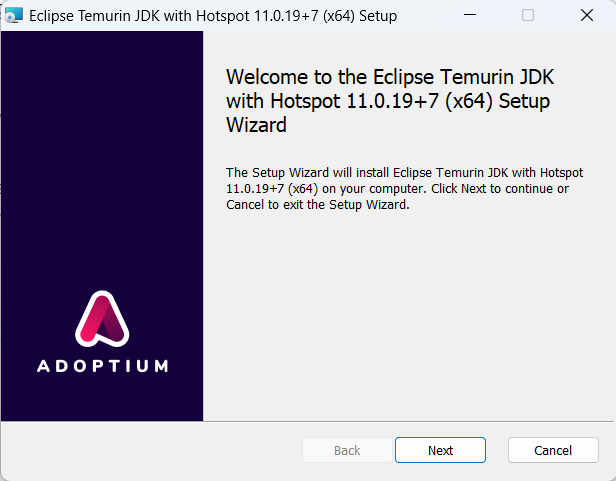 Eclipse Temurin JDK with Hotspot 11.0.19+7 (x64) Setup
Welcome to the Eclipse Temurin JDK
with Hotspot 11.0.19+7 (x64) Setup
Wizard
The Setup Wizard will install Eclipse Temurin JDK with Hotspot
11.0.19+7 (x64) on your computer. Click Next to continue or
Cancel to exit the Setup Wizard.
ADOPTIUM
Back
Next
Cancel